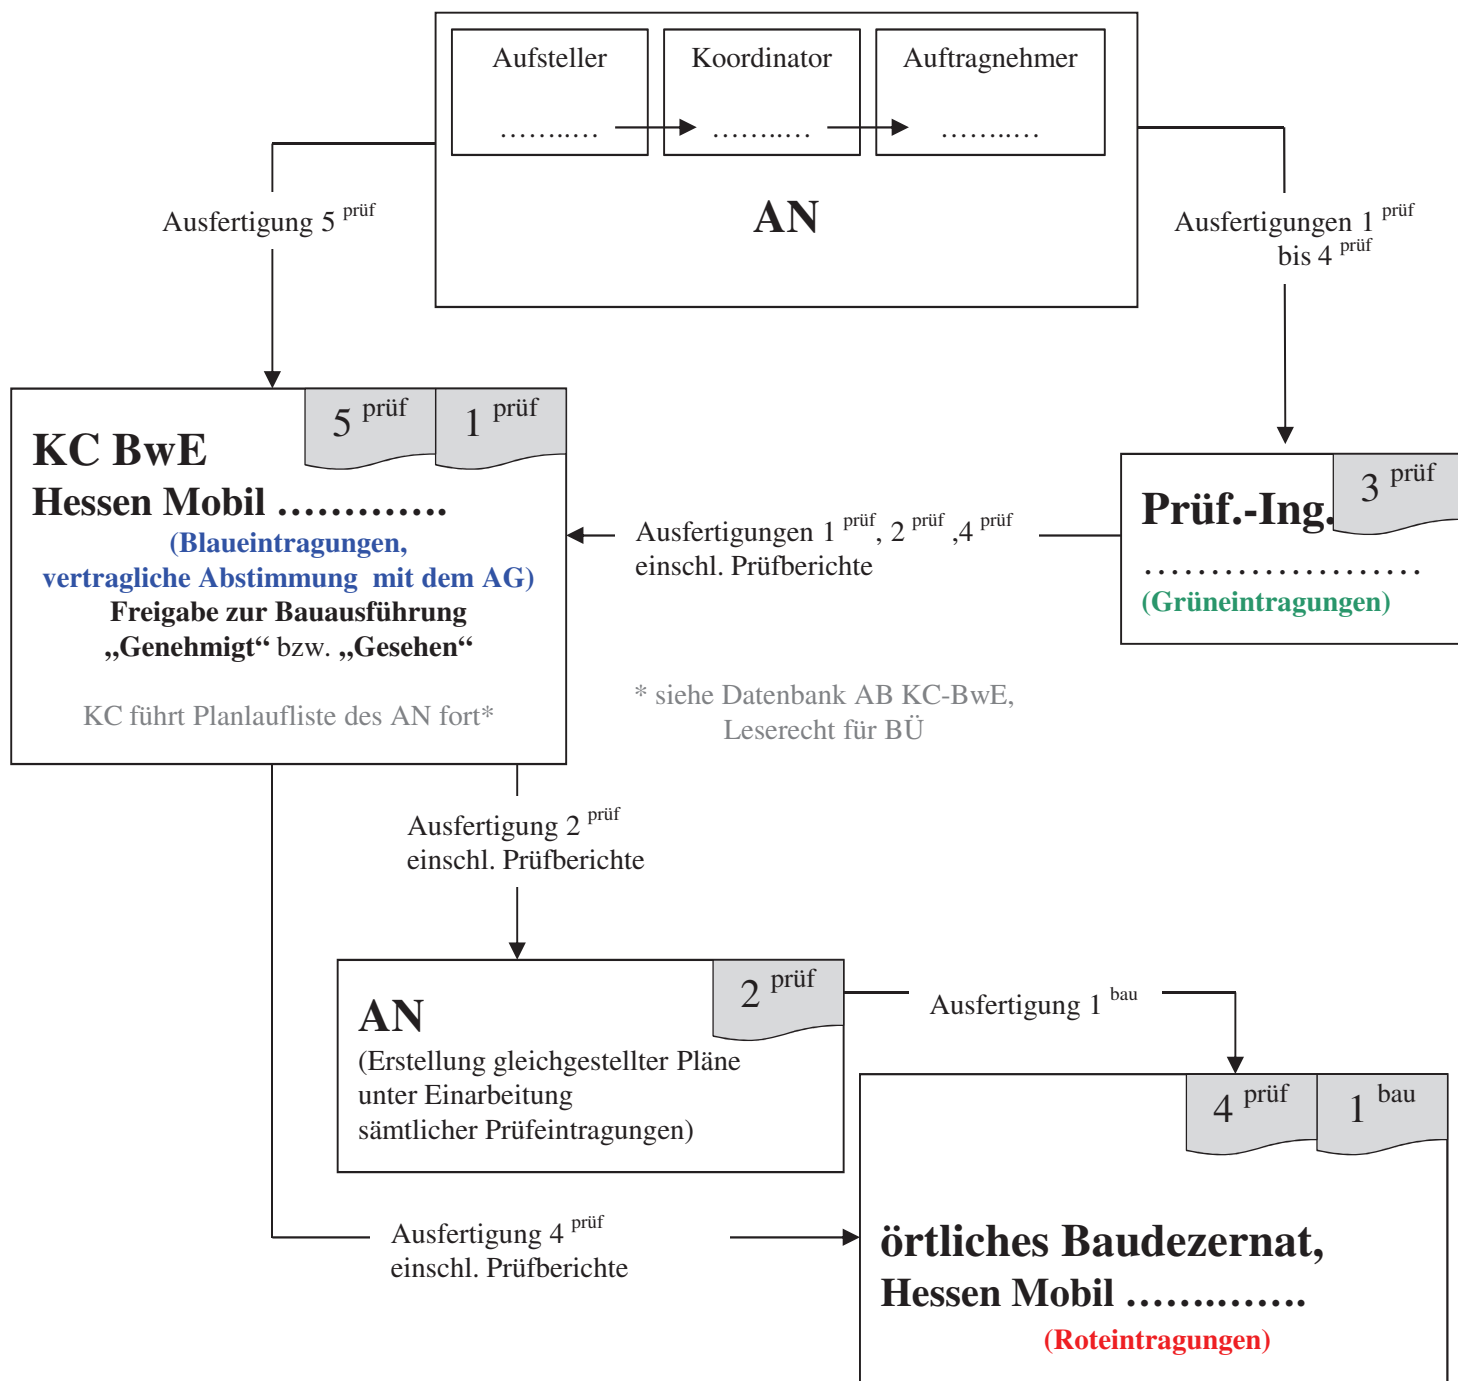 Aufsteller
……..…
Koordinator
……..…
Auftragnehmer
……..…
AN
Ausfertigung 5 prüf
Ausfertigungen 1 prüf
bis 4 prüf
5 prüf
1 prüf
KC BwE
Hessen Mobil ………….
(Blaueintragungen,
vertragliche Abstimmung mit dem AG)
Freigabe zur Bauausführung
„Genehmigt“ bzw. „Gesehen“
KC führt Planlaufliste des AN fort*
Ausfertigungen 1 prüf, 2 prüf ,4 prüf
einschl. Prüfberichte
3 prüf
Prüf.-Ing.
…………………
(Grüneintragungen)
* siehe Datenbank AB KC-BwE,
Leserecht für BÜ
Ausfertigung 2 prüf
einschl. Prüfberichte
2 prüf
AN
(Erstellung gleichgestellter Pläne
unter Einarbeitung
sämtlicher Prüfeintragungen)
Ausfertigung 1 bau
4 prüf
1 bau
Ausfertigung 4 prüf
einschl. Prüfberichte
örtliches Baudezernat,
Hessen Mobil ……..…….
(Roteintragungen)